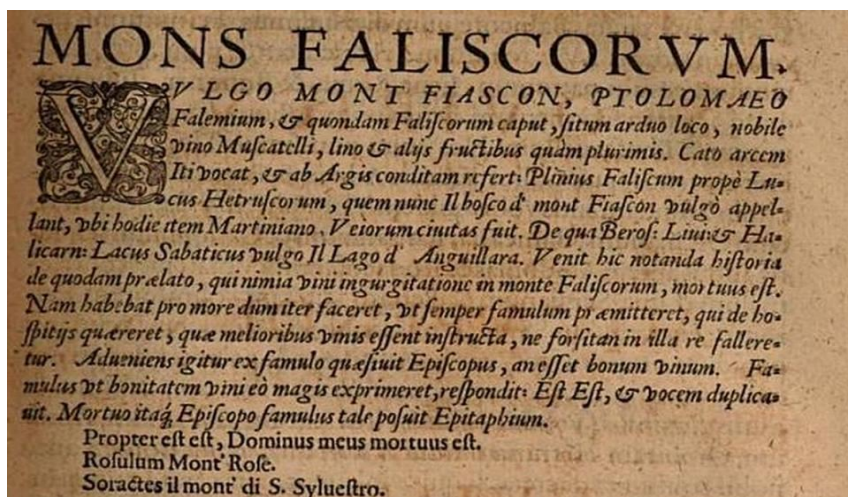 MONS FALISCORVM.
VVLGO MONT FIASCON, PTOLOMAEO
Falemium, & quondam Faliſcorum caput, ſitum arduo loco, nobile
vino Muſcatelli, lino & alijs fructibus quàm plurimis. Cato arcem
Iti vocat, & ab Argis conditam refert: Plinius Faliſcum propè Lu-
cus Hetruſcorum, quem nunc Il boſco d' mont Fiaſcon vulgò appel-
lant, vbi hodie item Martiniano. Veiorum ciuitas fuit. De qua Beroſ: Liui: & Ha-
licarn: Lacus Sabaticus vulgo Il Lago d' Anguillara. Venit hic notanda hiſtoria
de quodam prælato, qui nimia vini ingurgitatione in monte Faliſcorum, mortuus eſt.
Nam habebat pro more dum iter faceret, vt ſemper famulum præmitteret, qui de ho-
ſpitijs quæreret, quæ melioribus vinis eſſent inſtructa, ne forſitan in illa re fallere-
tur. Adueniens igitur ex famulo quæſiuit Epiſcopus, an eſſet bonum vinum. Fa-
mulus vt bonitatem vini eò magis exprimeret, reſpondit: Eſt Eſt, & vocem duplica-
uit. Mortuo itaq́; Epiſcopo famulus tale poſuit Epitaphium.
Propter eſt eſt, Dominus meus mortuus eſt.
Roſulum Mont' Roſe.
Soractes il mont' di S. Sylueſtro.